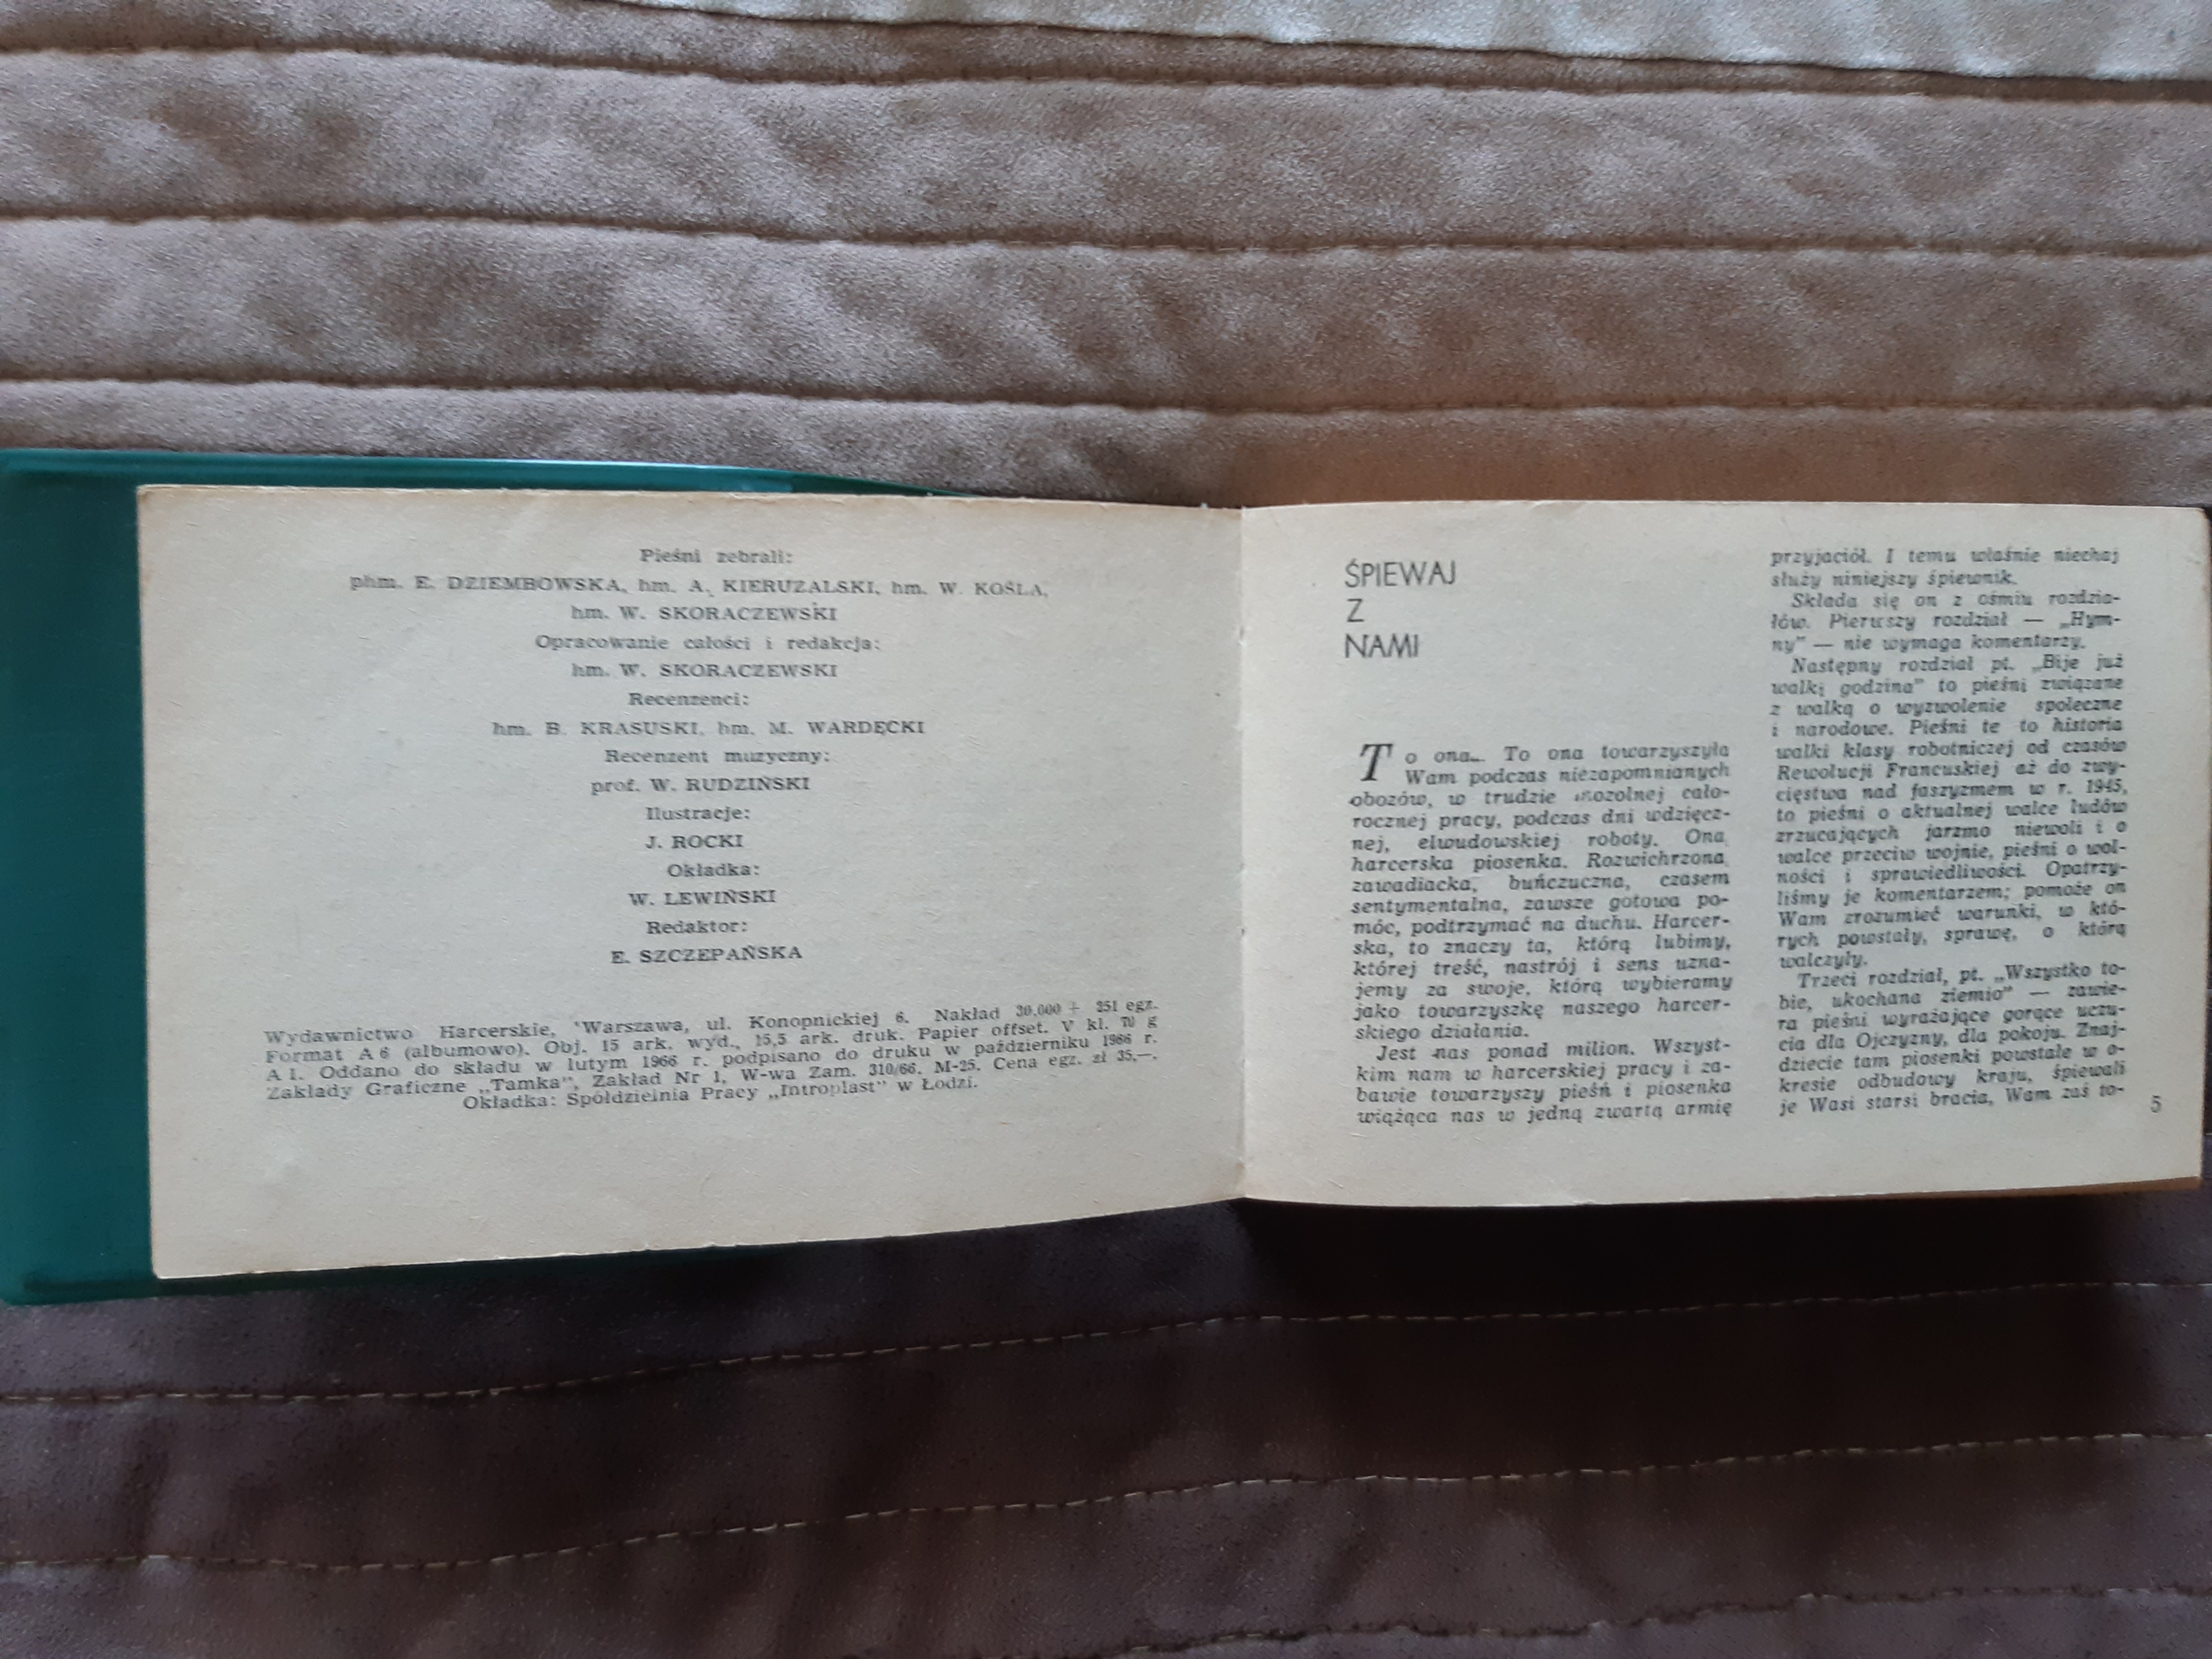 Pieśni zebrali:
phm. E. DZIEMBOWSKA, hm. A. KIERUZALSKI, hm. W. KOŚLA,
hm. W. SKORACZEWSKI
Opracowanie całości i redakcja:
hm. W. SKORACZEWSKI
Recenzenci:
hm. B. KRASUSKI, hm. M. WARDĘCKI
Recenzent muzyczny:
prof. W. RUDZIŃSKI
Ilustracje:
J. ROCKI
Okładka:
W. LEWIŃSKI
Redaktor:
E. SZCZEPAŃSKA
Wydawnictwo Harcerskie, Warszawa, ul. Konopnickiej 6. Nakład 30.000 + 251 egz.
Format A6 (albumowo). Obj. 15 ark. wyd., 15,5 ark. druk. Papier offset. V kl. 70 g
A 1. Oddano do składu w lutym 1966 r. podpisano do druku w październiku 1966 r.
Zakłady Graficzne „Tamka”, Zakład Nr 1, W-wa Zam. 310/66. M-25. Cena egz. zł 35,—.
Okładka: Spółdzielnia Pracy „Introplast” w Łodzi.
ŚPIEWAJ
Z
NAMI
To ona... To ona towarzyszyła
Wam podczas niezapomnianych
obozów, w trudzie mozolnej cało-
rocznej pracy, podczas dni wdzięcz-
nej, elwudowskiej roboty. Ona
harcerska piosenka. Rozwichrzona,
zawadiacka, buńczuczna, czasem
sentymentalna, zawsze gotowa po-
móc, podtrzymać na duchu. Harcer-
ska, to znaczy ta, którą lubimy,
której treść, nastrój i sens uzna-
jemy za swoje, którą wybieramy
jako towarzyszkę naszego harcer-
skiego działania.
Jest nas ponad milion. Wszyst-
kim nam w harcerskiej pracy i za-
bawie towarzyszy pieśń i piosenka
wiążąca nas w jedną zwartą armię
przyjaciół. I temu właśnie niechaj
służy niniejszy śpiewnik.
Składa się on z ośmiu rozdzia-
łów. Pierwszy rozdział — „Hym-
ny” — nie wymaga komentarzy.
Następny rozdział pt. „Bije już
walki godzina” to pieśni związane
z walką o wyzwolenie społeczne
i narodowe. Pieśni te to historia
walki klasy robotniczej od czasów
Rewolucji Francuskiej aż do zwy-
cięstwa nad faszyzmem w r. 1945,
to pieśni o aktualnej walce ludów
zrzucających jarzmo niewoli i o
walce przeciw wojnie, pieśni o wol-
ności i sprawiedliwości. Opatrzy-
liśmy je komentarzem; pomoże on
Wam zrozumieć warunki, w któ-
rych powstały, sprawę, o którą
walczyły.
Trzeci rozdział, pt. „Wszystko to-
bie, ukochana ziemio” — zawie-
ra pieśni wyrażające gorące uczu-
cia dla Ojczyzny, dla pokoju. Znaj-
dziecie tam piosenki powstałe w o-
kresie odbudowy kraju, śpiewali
je Wasi starsi bracia, Wam zaś to-
5